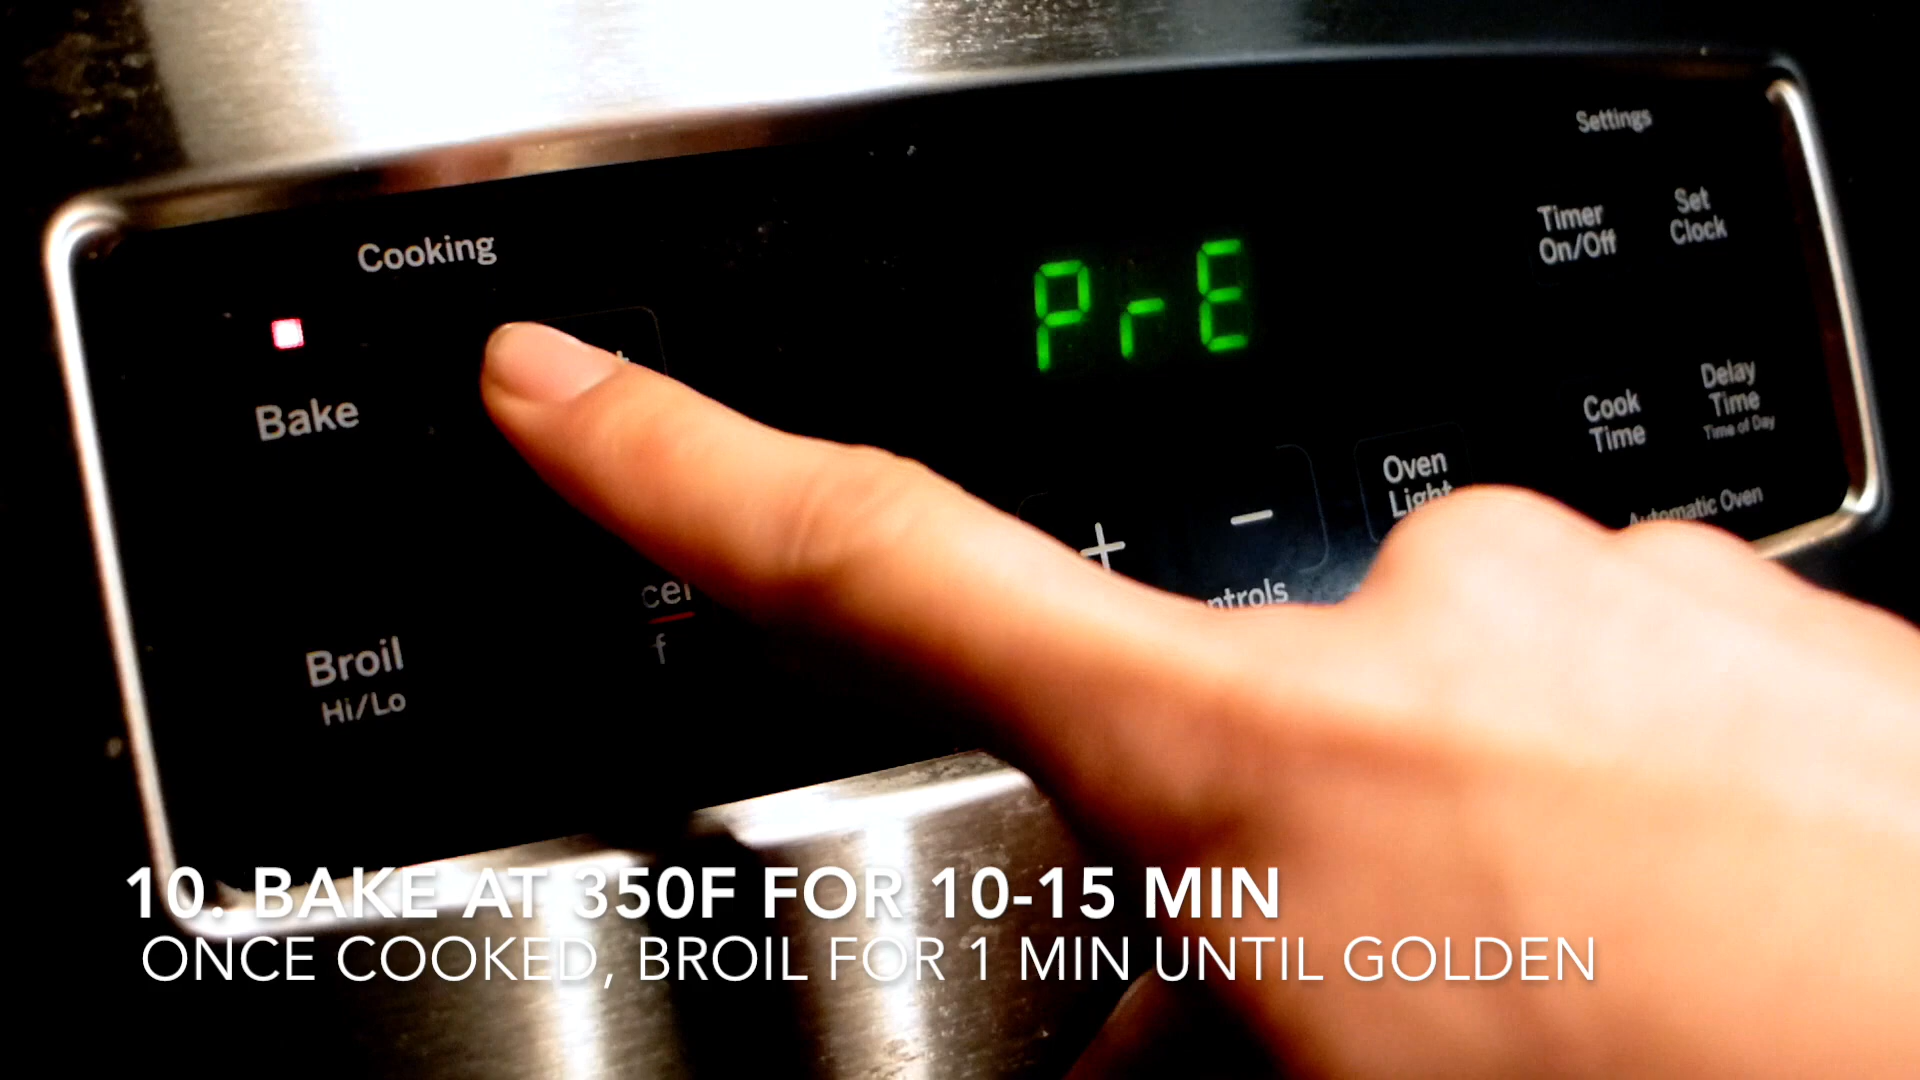 Cooking
Bake
Broil
Hi/Lo
PrE
+
-
Oven
Light
Settings
Timer
On/Off
Set
Clock
Cook
Time
Delay
Time
Time of Day
Automatic Oven
10. BAKE AT 350F FOR 10-15 MIN
ONCE COOKED, BROIL FOR 1 MIN UNTIL GOLDEN